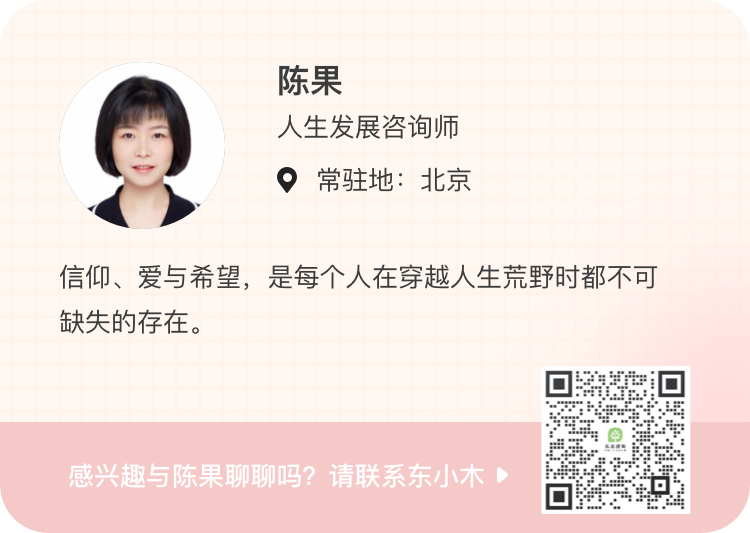 陈果
人生发展咨询师
常驻地：北京
信仰、爱与希望，是每个人在穿越人生荒野时都不可
缺失的存在。
感兴趣与陈果聊聊吗？请联系东小木